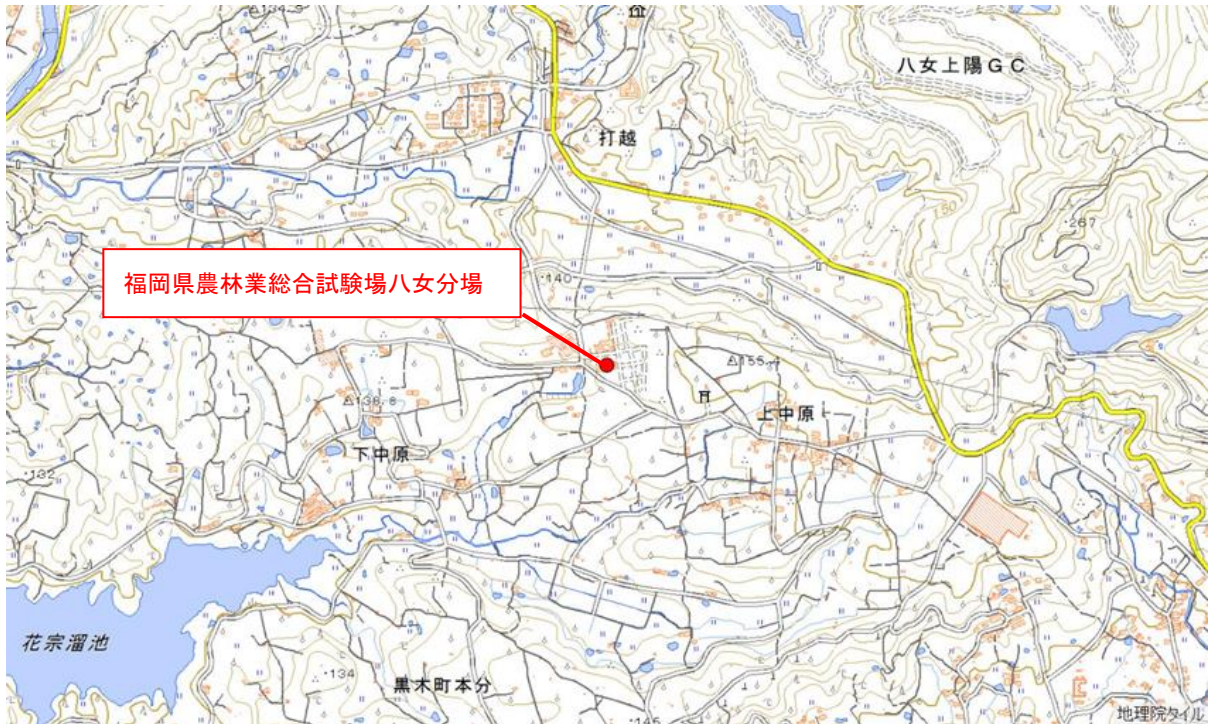 八女上陽GC
打越
50
・267
福岡県農林業総合試験場八女分場
・140
155.4
138.8
上中原
下中原
・132
花宗溜池
・134
黒木町本分
地理院タイル